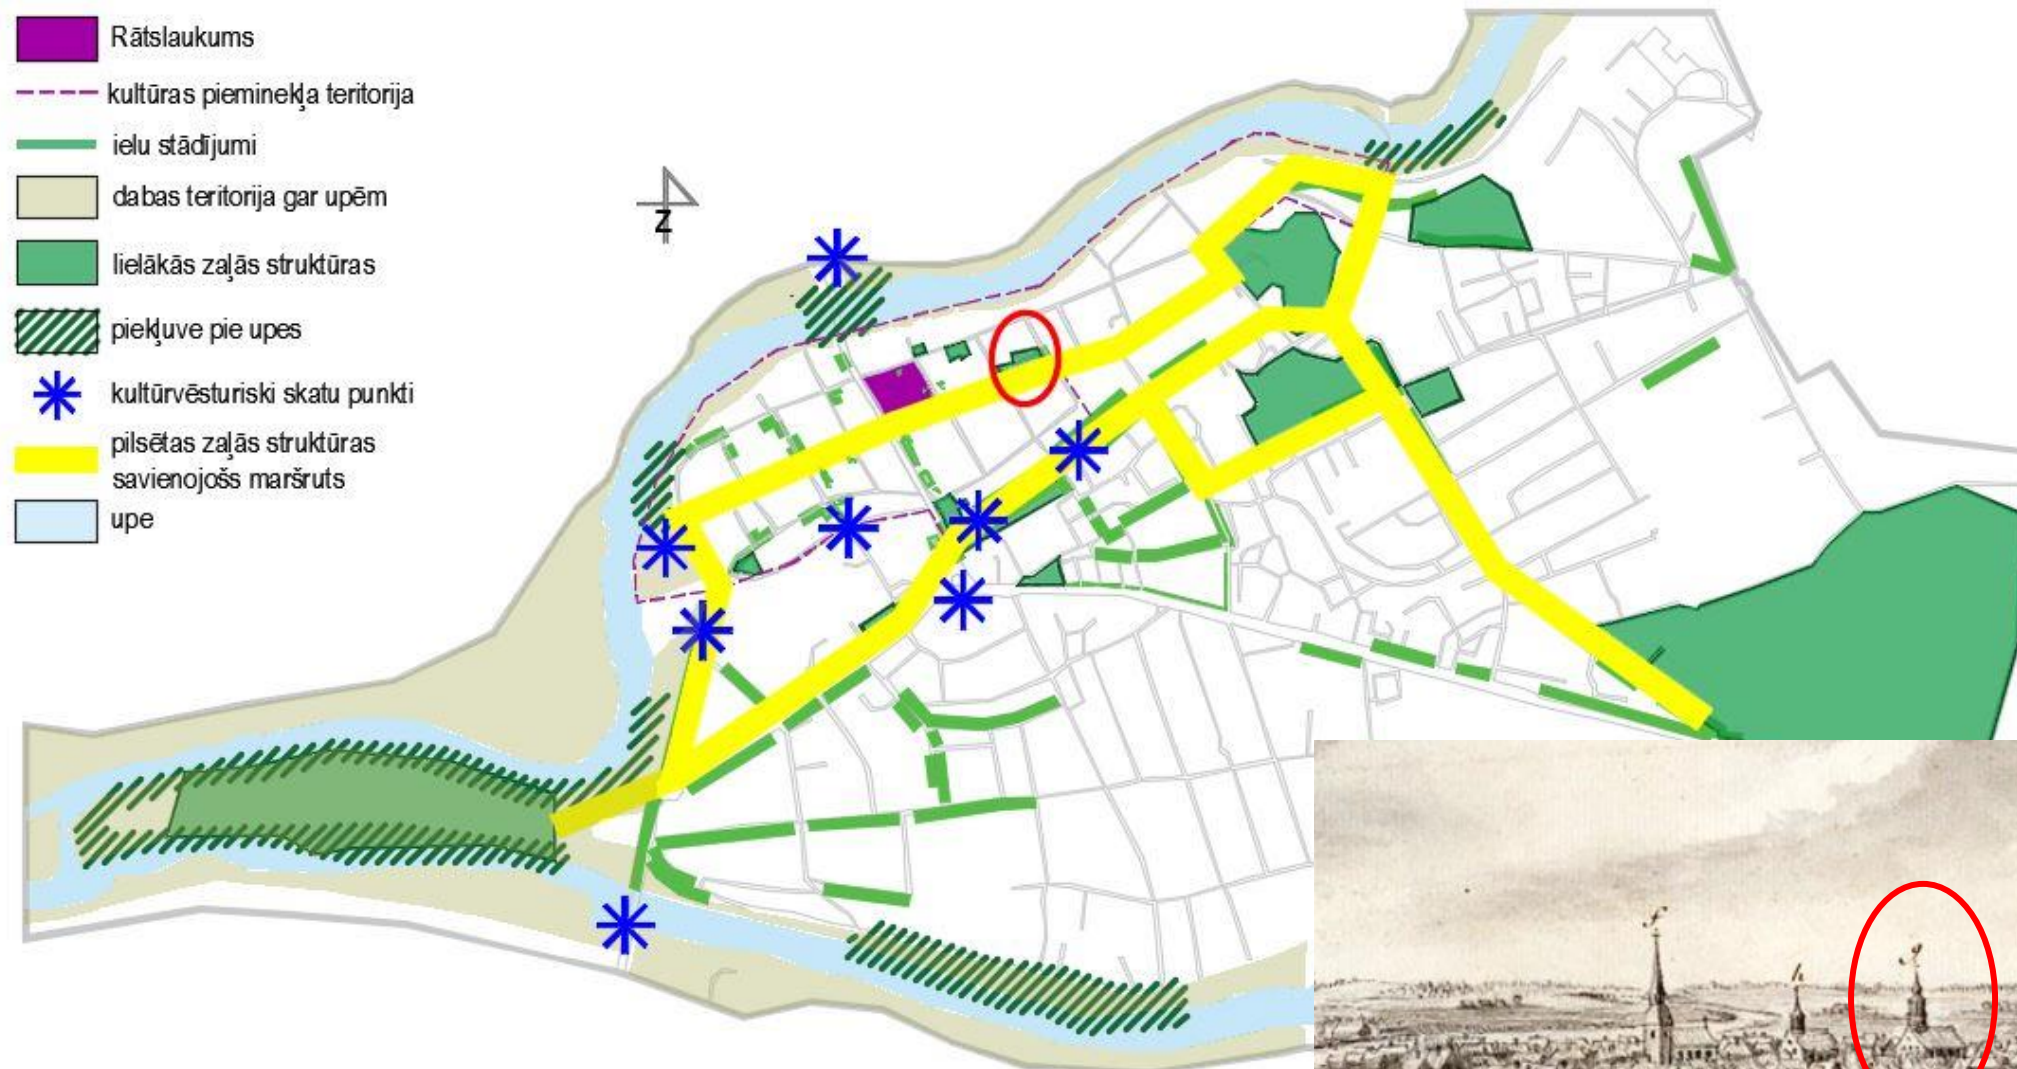 Rātslaukums
kultūras pieminekļa teritorija
ielu stādījumi
dabas teritorija gar upēm
lielākās zaļās struktūras
piekļuve pie upes
kultūrvēsturiski skatu punkti
pilsētas zaļās struktūras
savienojošs maršruts
upe
Z
f
h
g